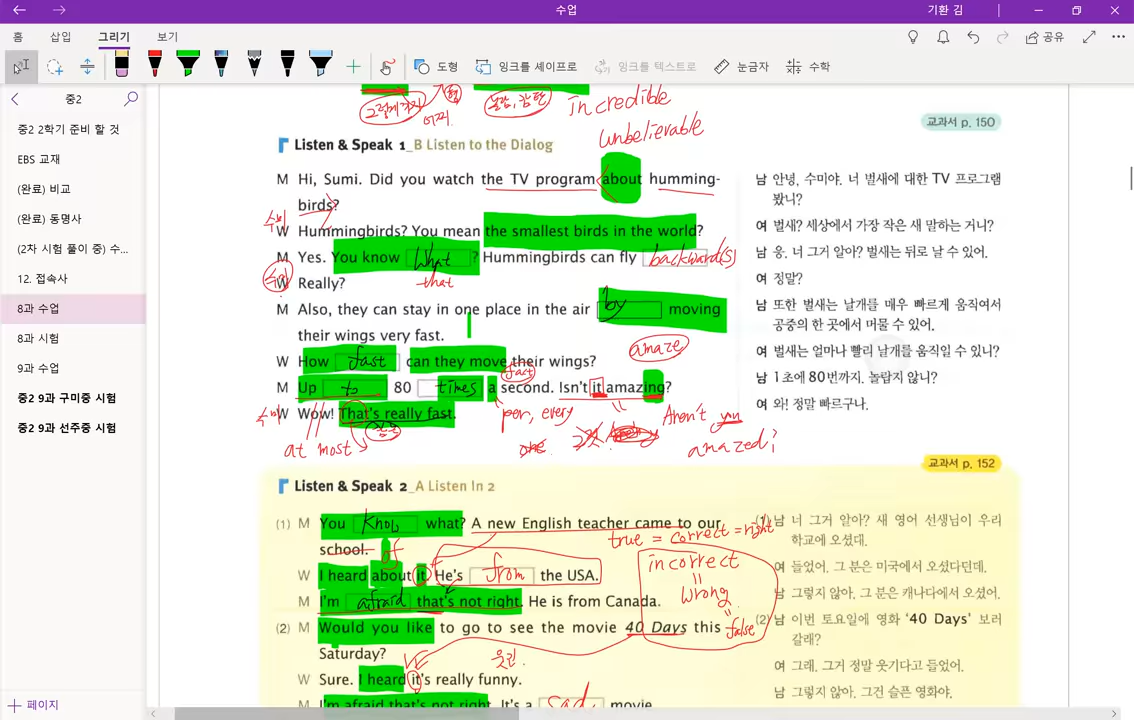 수업
기환 김
홈 삽입 그리기 보기
공유
도형 잉크를 셰이프로 잉크를 텍스트로 눈금자 수학
중2
중2 2학기 준비 할 것
EBS 교재
(완료) 비교
(완료) 동명사
(2차 시험 풀이 중) 수...
12. 접속사
8과 수업
8과 시험
9과 수업
중2 9과 구미중 시험
중2 9과 선주중 시험
페이지
놀람, 감탄 incredible
어찌
unbelievable
교과서 p. 150
Listen & Speak 1_B Listen to the Dialog
M Hi, Sumi. Did you watch the TV program about humming-
birds?
수미
W Hummingbirds? You mean the smallest birds in the world?
M Yes. You know what ? Hummingbirds can fly backward(s)
that
수미
W Really?
M Also, they can stay in one place in the air by moving
their wings very fast.
W How fast can they move their wings?
amaze
fast
M Up to 80 times a second. Isn't it amazing?
수미 W Wow! That's really fast.
per, every Aren't you
at most
amazed?
남 안녕, 수미야. 너 벌새에 대한 TV 프로그램
봤니?
여 벌새? 세상에서 가장 작은 새 말하는 거니?
남 응. 너 그거 알아? 벌새는 뒤로 날 수 있어.
여 정말?
남 또한 벌새는 날개를 매우 빠르게 움직여서
공중의 한 곳에서 머물 수 있어.
여 벌새는 얼마나 빨리 날개를 움직일 수 있니?
남 1초에 80번까지. 놀랍지 않니?
여 와! 정말 빠르구나.
교과서 p. 152
Listen & Speak 2_A Listen In 2
(1) M You know what? A new English teacher came to our
school.
true = correct = right
of
W I heard about it. He's from the USA.
incorrect
=
wrong
=
false
M I'm afraid that's not right. He is from Canada.
(2) M Would you like to go to see the movie 40 Days this
Saturday?
웃긴
W Sure. I heard it's really funny.
M I'm afraid that's not right. It's a sad movie.
(1) 남 너 그거 알아? 새 영어 선생님이 우리
학교에 오셨대.
여 들었어. 그 분은 미국에서 오셨다던데.
남 그렇지 않아. 그 분은 캐나다에서 오셨어.
(2) 남 이번 토요일에 영화 '40 Days' 보러
갈래?
여 그래. 그거 정말 웃기다고 들었어.
남 그렇지 않아. 그건 슬픈 영화야.